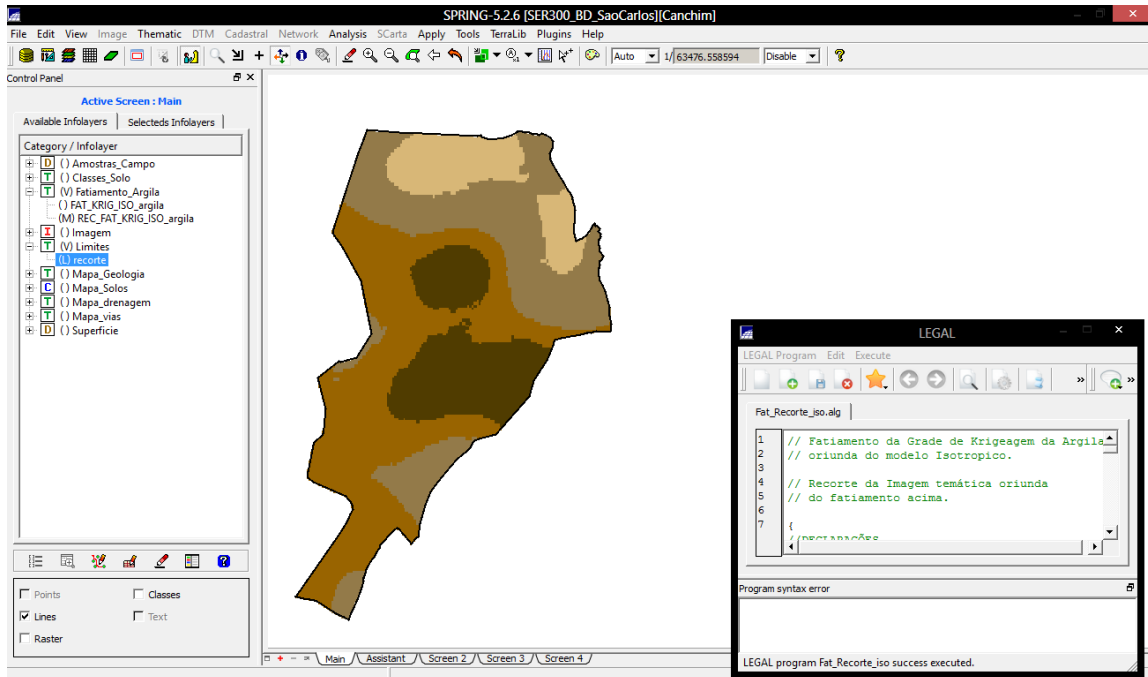 SPRING-5.2.6 [SER300_BD_SaoCarlos][Canchim]
File Edit View Image Thematic DTM Cadastral Network Analysis SCarta Apply Tools TerraLib Plugins Help
Auto 1/ 63476.558594 Disable
Control Panel
Active Screen : Main
Available Infolayers Selecteds Infolayers
Category / Infolayer
D () Amostras_Campo
T () Classes_Solo
T (V) Fatiamento_Argila
() FAT_KRIG_ISO_argila
(M) REC_FAT_KRIG_ISO_argila
I () Imagem
T (V) Limites
(L) recorte
T () Mapa_Geologia
C () Mapa_Solos
T () Mapa_drenagem
T () Mapa_vias
D () Superficie
Points Classes
Lines Text
Raster
Main Assistant Screen 2 Screen 3 Screen 4
LEGAL
LEGAL Program Edit Execute
Fat_Recorte_iso.alg
1 // Fatiamento da Grade de Krigeagem da Argila
2 // oriunda do modelo Isotropico.
3
4 // Recorte da Imagem temática oriunda
5 // do fatiamento acima.
6
7 {
//DECLARAÇÕES
Program syntax error
LEGAL program Fat_Recorte_iso success executed.